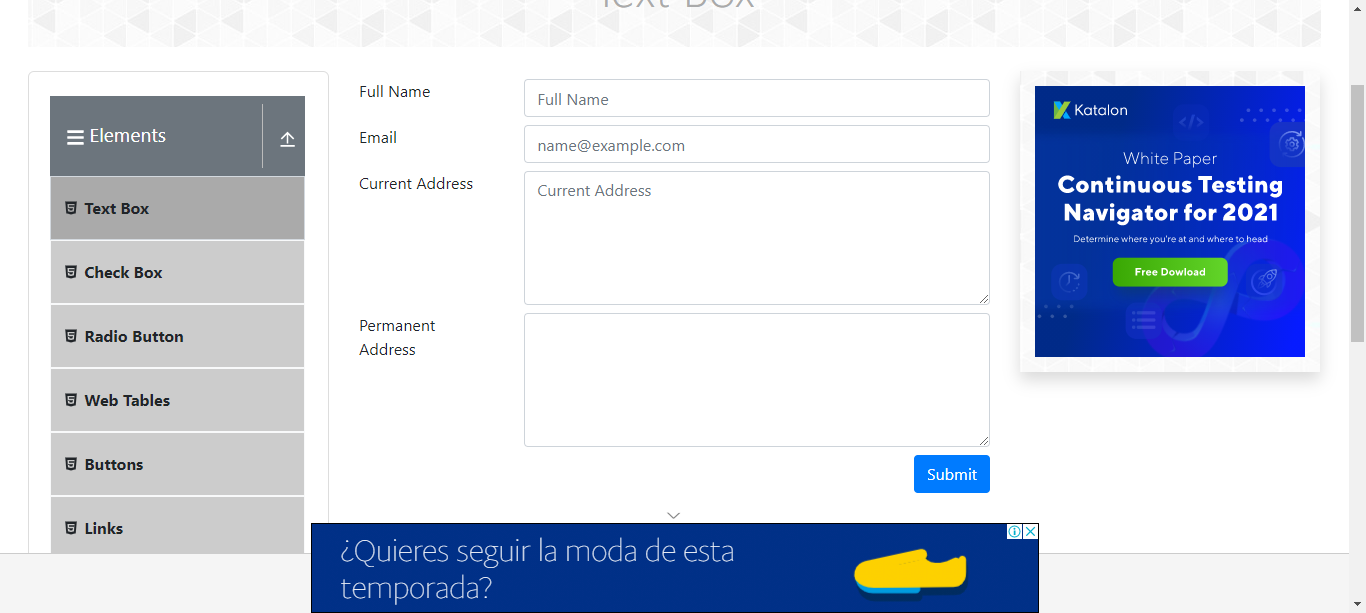 Text Box
Elements
Text Box
Check Box
Radio Button
Web Tables
Buttons
Links
Full Name
Full Name
Email
name@example.com
Current Address
Current Address
Permanent
Address
Submit
Katalon
White Paper
Continuous Testing
Navigator for 2021
Determine where you're at and where to head
Free Dowload
¿Quieres seguir la moda de esta
temporada?